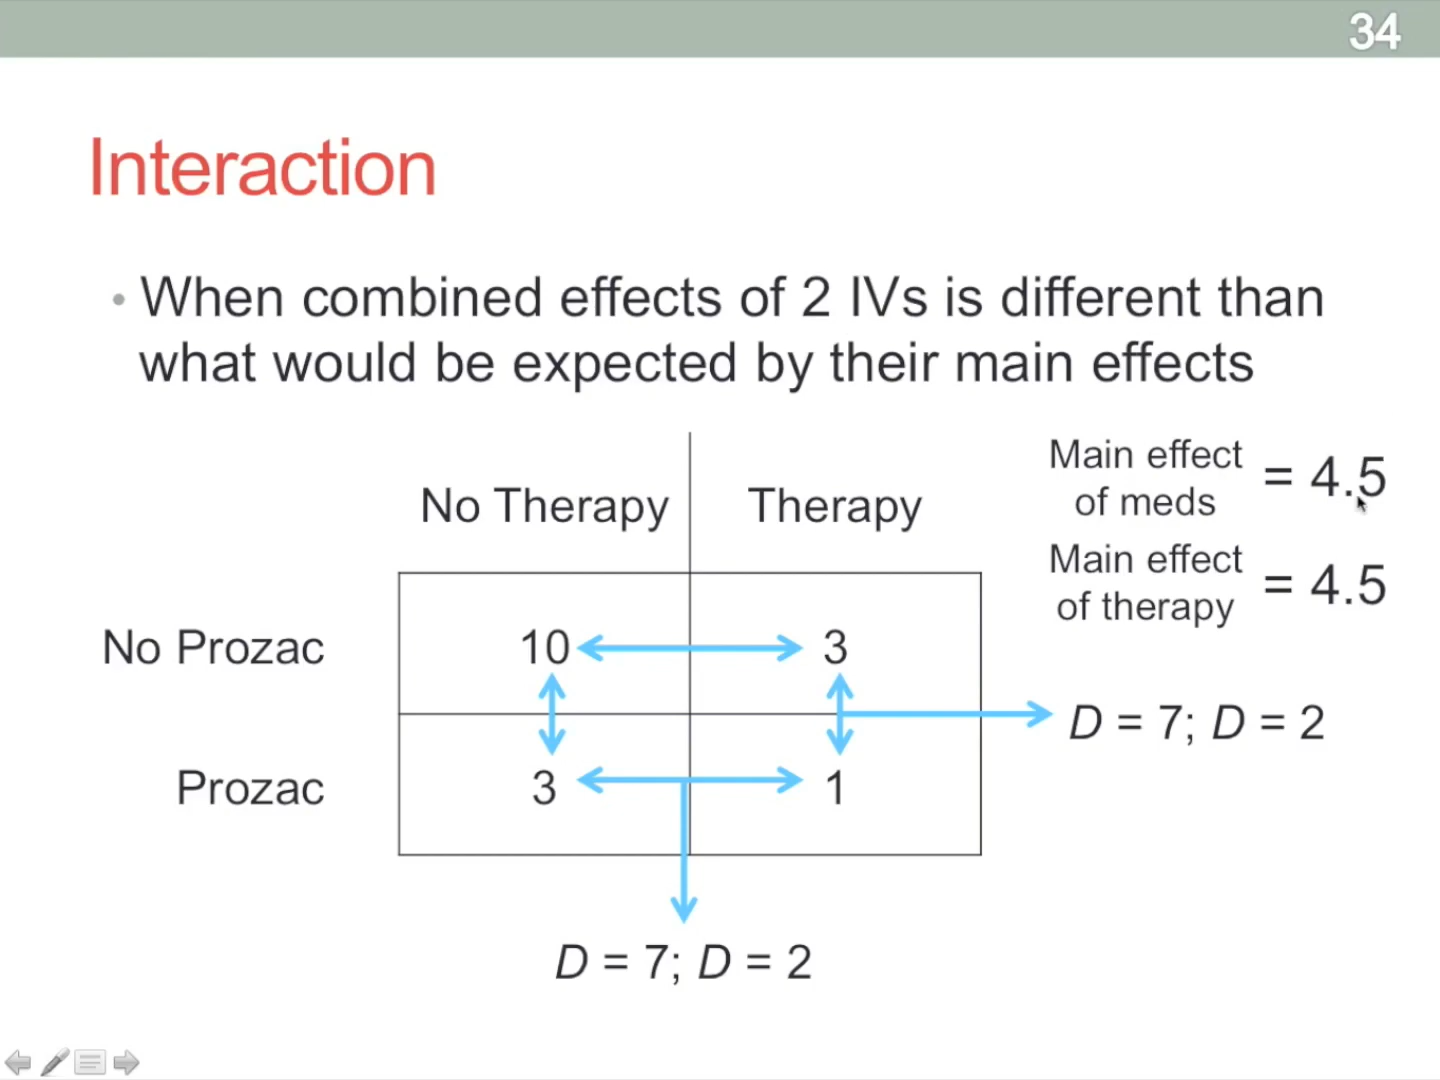 34
Interaction
• When combined effects of 2 IVs is different than
what would be expected by their main effects
No Therapy
Therapy
Main effect
of meds
= 4.5
Main effect
of therapy
= 4.5
No Prozac
10
3
D = 7; D = 2
Prozac
3
1
D = 7; D = 2